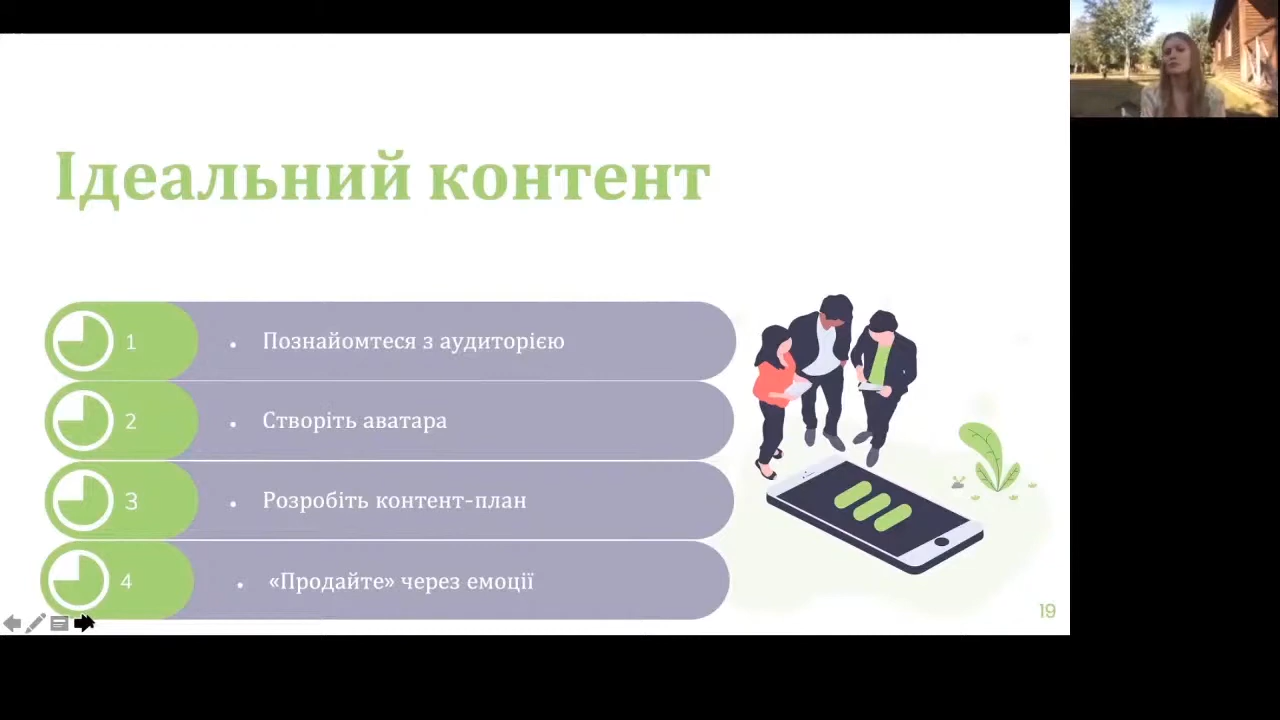 Ідеальний контент
1
• Познайомтеся з аудиторією
2
• Створіть аватара
3
• Розробіть контент-план
4
• «Продайте» через емоції
19